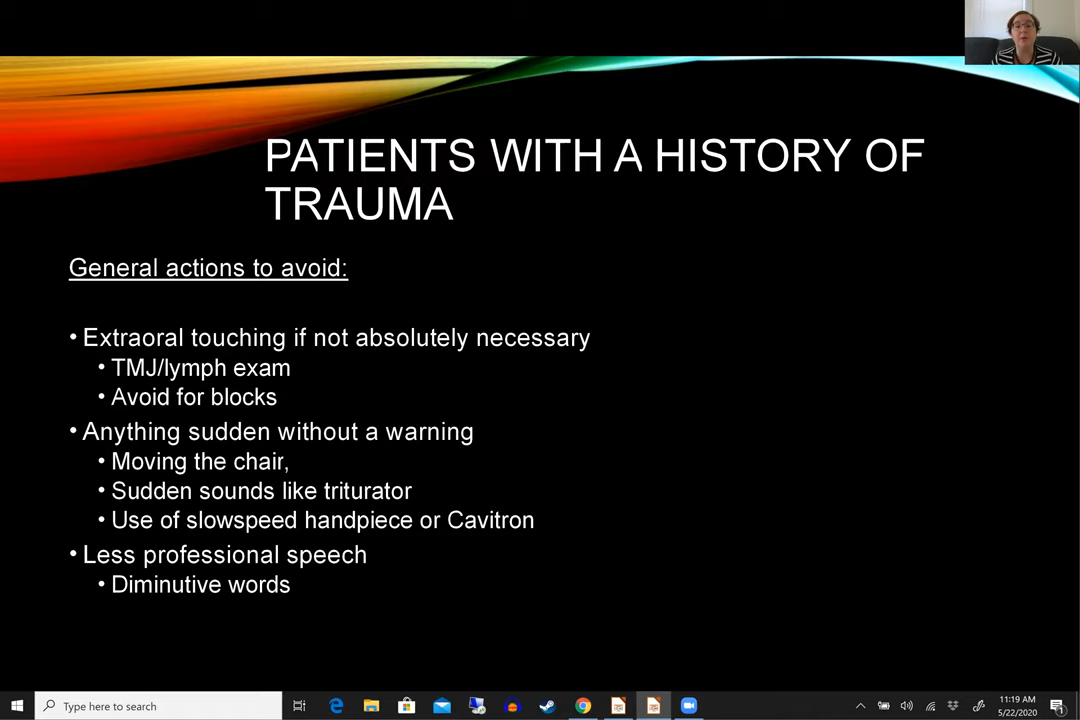 PATIENTS WITH A HISTORY OF
TRAUMA
General actions to avoid:
• Extraoral touching if not absolutely necessary
• TMJ/lymph exam
• Avoid for blocks
• Anything sudden without a warning
• Moving the chair,
• Sudden sounds like triturator
• Use of slowspeed handpiece or Cavitron
• Less professional speech
• Diminutive words
Type here to search
11:19 AM
5/22/2020
1